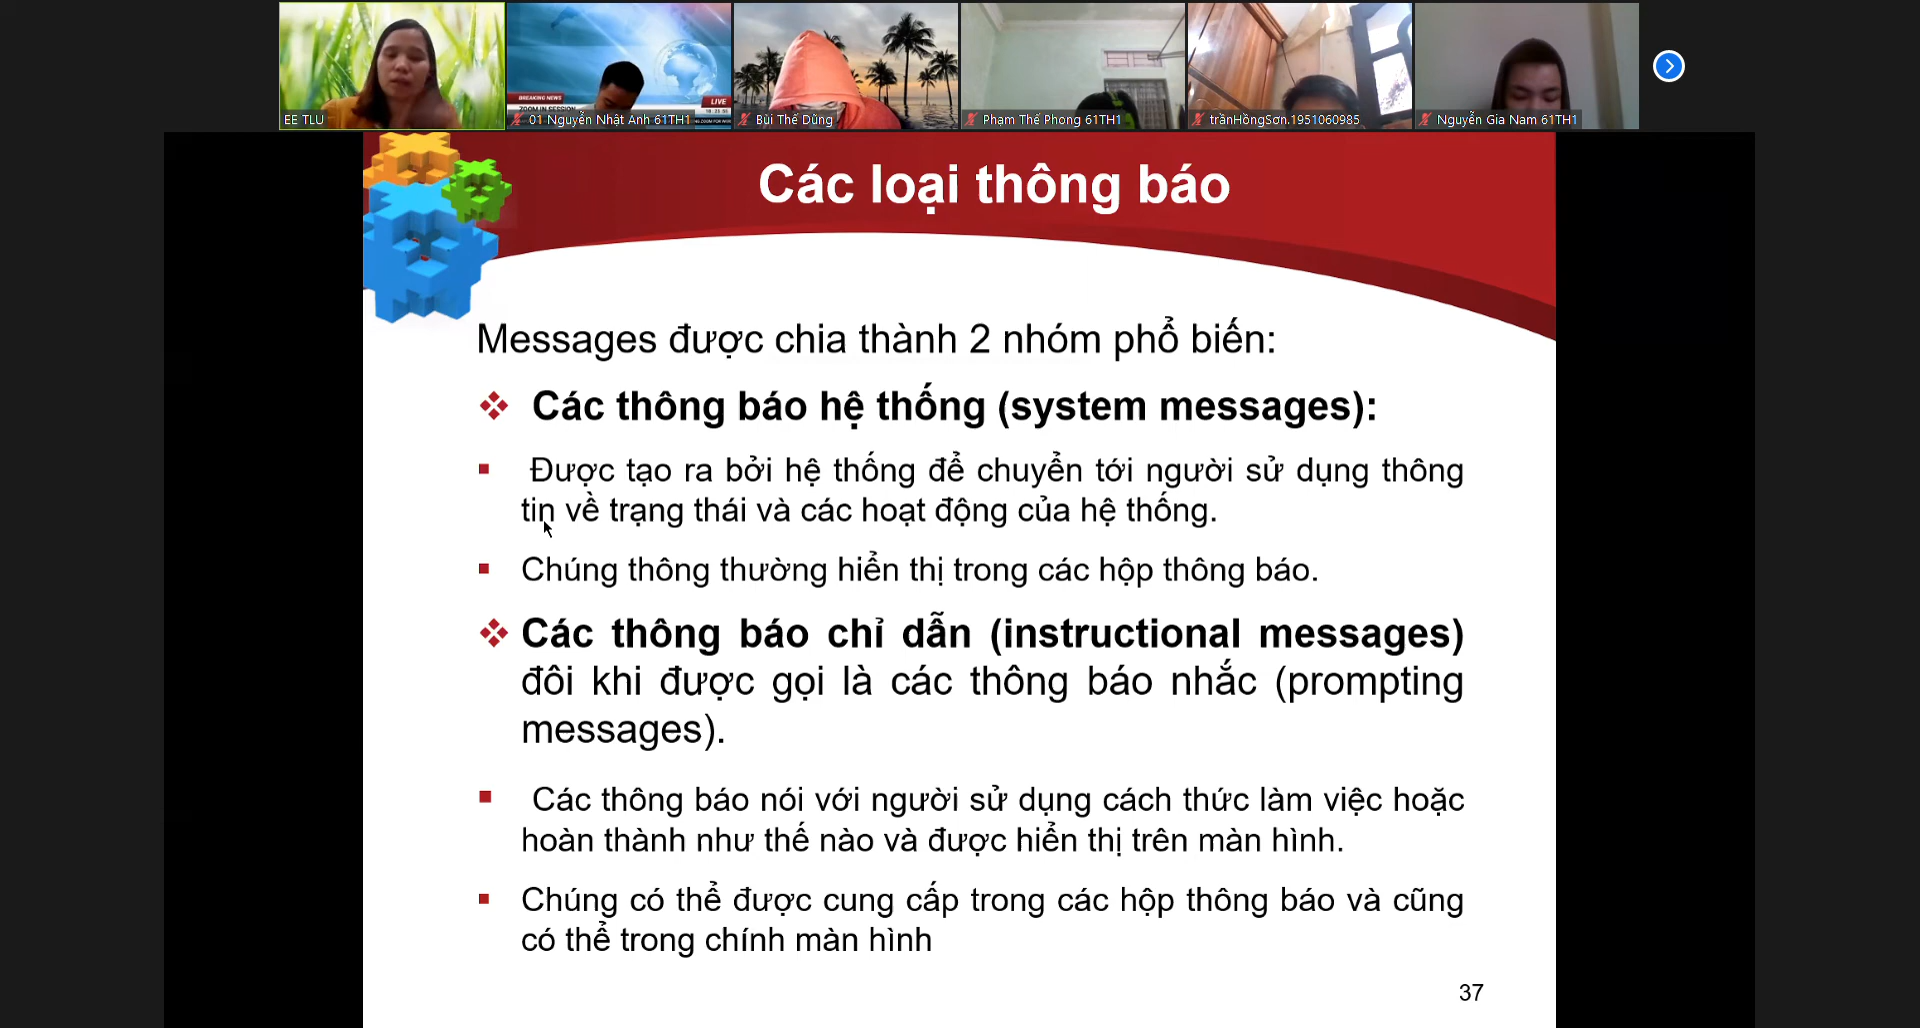 EE TLU
BREAKING NEWS
ZOOM IN SESSION
LIVE
01 Nguyễn Nhật Anh 61TH1
Bùi Thế Dũng
Phạm Thế Phong 61TH1
trầnHồngSơn.1951060985
Nguyễn Gia Nam 61TH1
Các loại thông báo
Messages được chia thành 2 nhóm phổ biến:
Các thông báo hệ thống (system messages):
Được tạo ra bởi hệ thống để chuyển tới người sử dụng thông
tin về trạng thái và các hoạt động của hệ thống.
Chúng thông thường hiển thị trong các hộp thông báo.
Các thông báo chỉ dẫn (instructional messages)
đôi khi được gọi là các thông báo nhắc (prompting
messages).
Các thông báo nói với người sử dụng cách thức làm việc hoặc
hoàn thành như thế nào và được hiển thị trên màn hình.
Chúng có thể được cung cấp trong các hộp thông báo và cũng
có thể trong chính màn hình
37